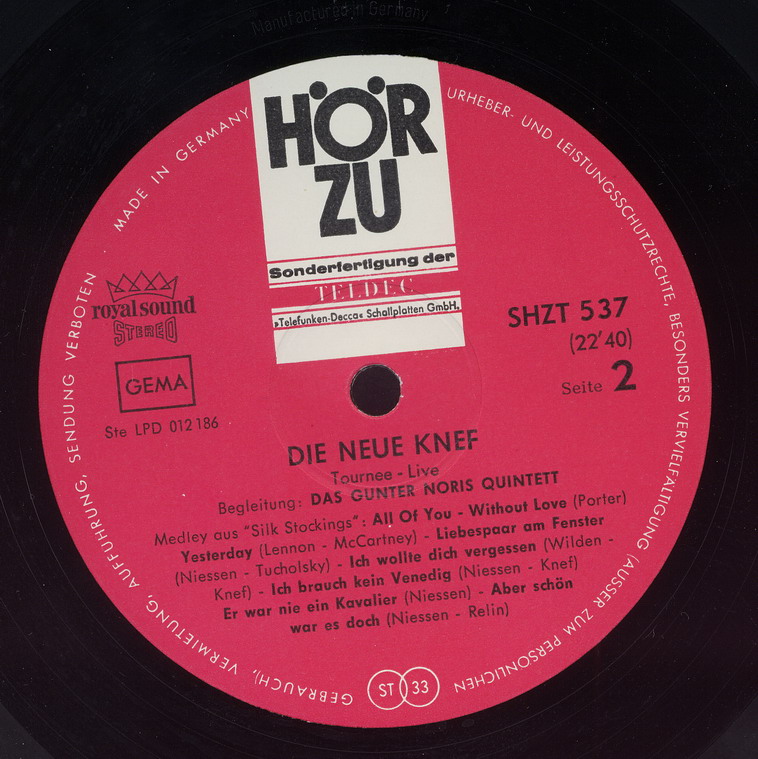 Manufactured in Germany 1
MADE IN GERMANY
URHEBER- UND LEISTUNGSSCHUTZRECHTE, BESONDERS VERVIELFÄLTIGUNG (AUSSER ZUM PERSÖNLICHEN GEBRAUCH), VERMIETUNG, AUFFÜHRUNG, SENDUNG VERBOTEN
HÖR
ZU
Sonderfertigung der
TELDEC
»Telefunken-Decca« Schallplatten GmbH.
royal sound
STEREO
GEMA
Ste LPD 012 186
SHZT 537
(22'40)
Seite 2
DIE NEUE KNEF
Tournee - Live
Begleitung: DAS GUNTER NORIS QUINTETT
Medley aus "Silk Stockings": All Of You - Without Love (Porter)
Yesterday (Lennon - McCartney) - Liebespaar am Fenster
(Niessen - Tucholsky) - Ich wollte dich vergessen (Wilden -
Knef) - Ich brauch kein Venedig (Niessen - Knef)
Er war nie ein Kavalier (Niessen) - Aber schön
war es doch (Niessen - Relin)
ST 33